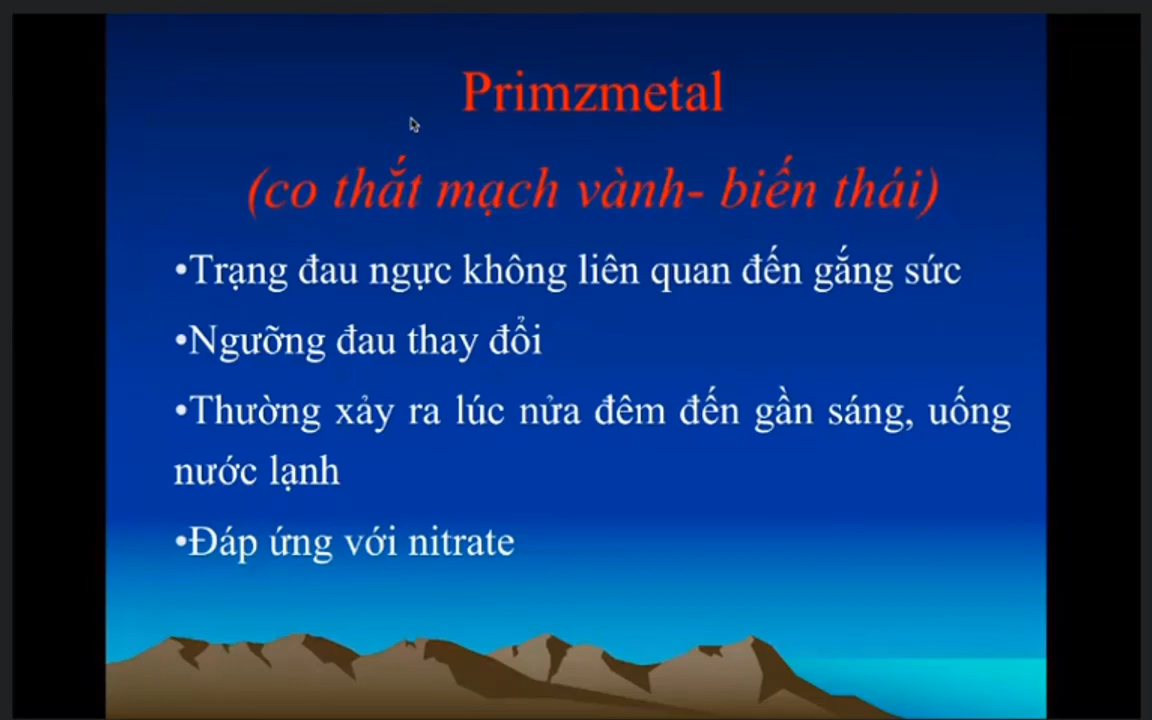 Primzmetal
(co thắt mạch vành- biến thái)
•Trạng đau ngực không liên quan đến gắng sức
•Ngưỡng đau thay đổi
•Thường xảy ra lúc nửa đêm đến gần sáng, uống
nước lạnh
•Đáp ứng với nitrate